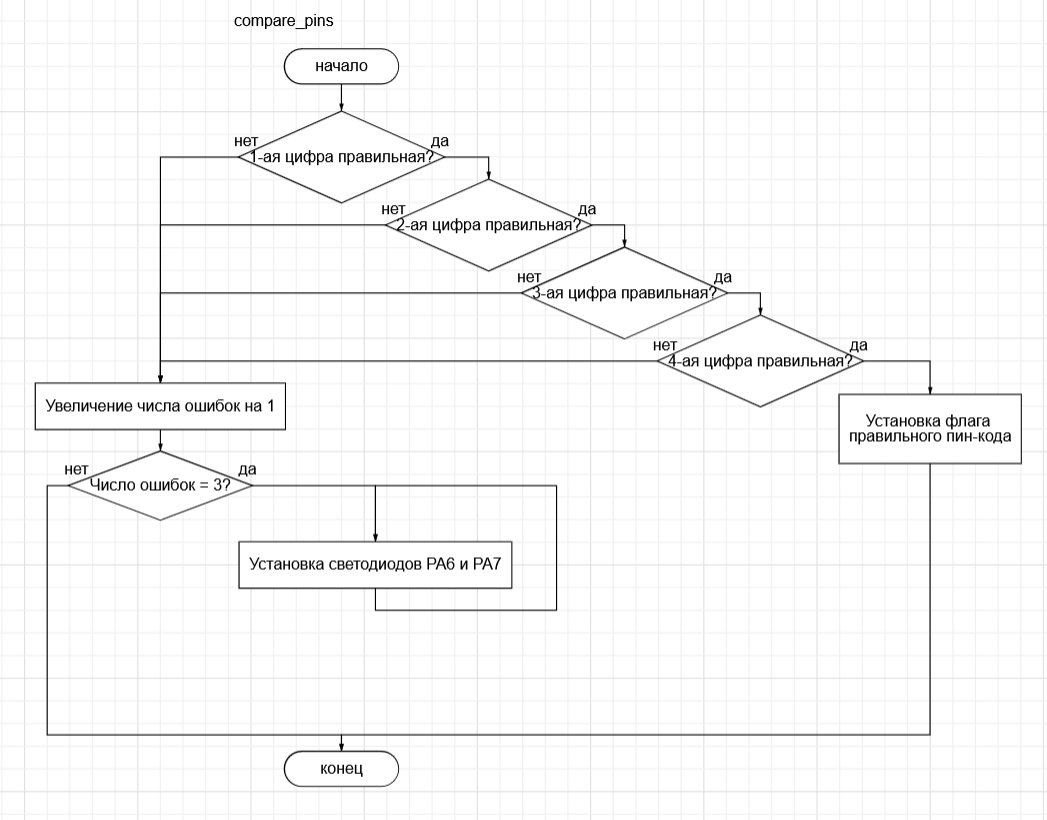 compare_pins
начало
нет
да
1-ая цифра правильная?
нет
да
2-ая цифра правильная?
нет
да
3-ая цифра правильная?
нет
да
4-ая цифра правильная?
Увеличение числа ошибок на 1
Установка флага
правильного пин-кода
нет
да
Число ошибок = 3?
Установка светодиодов PA6 и PA7
конец